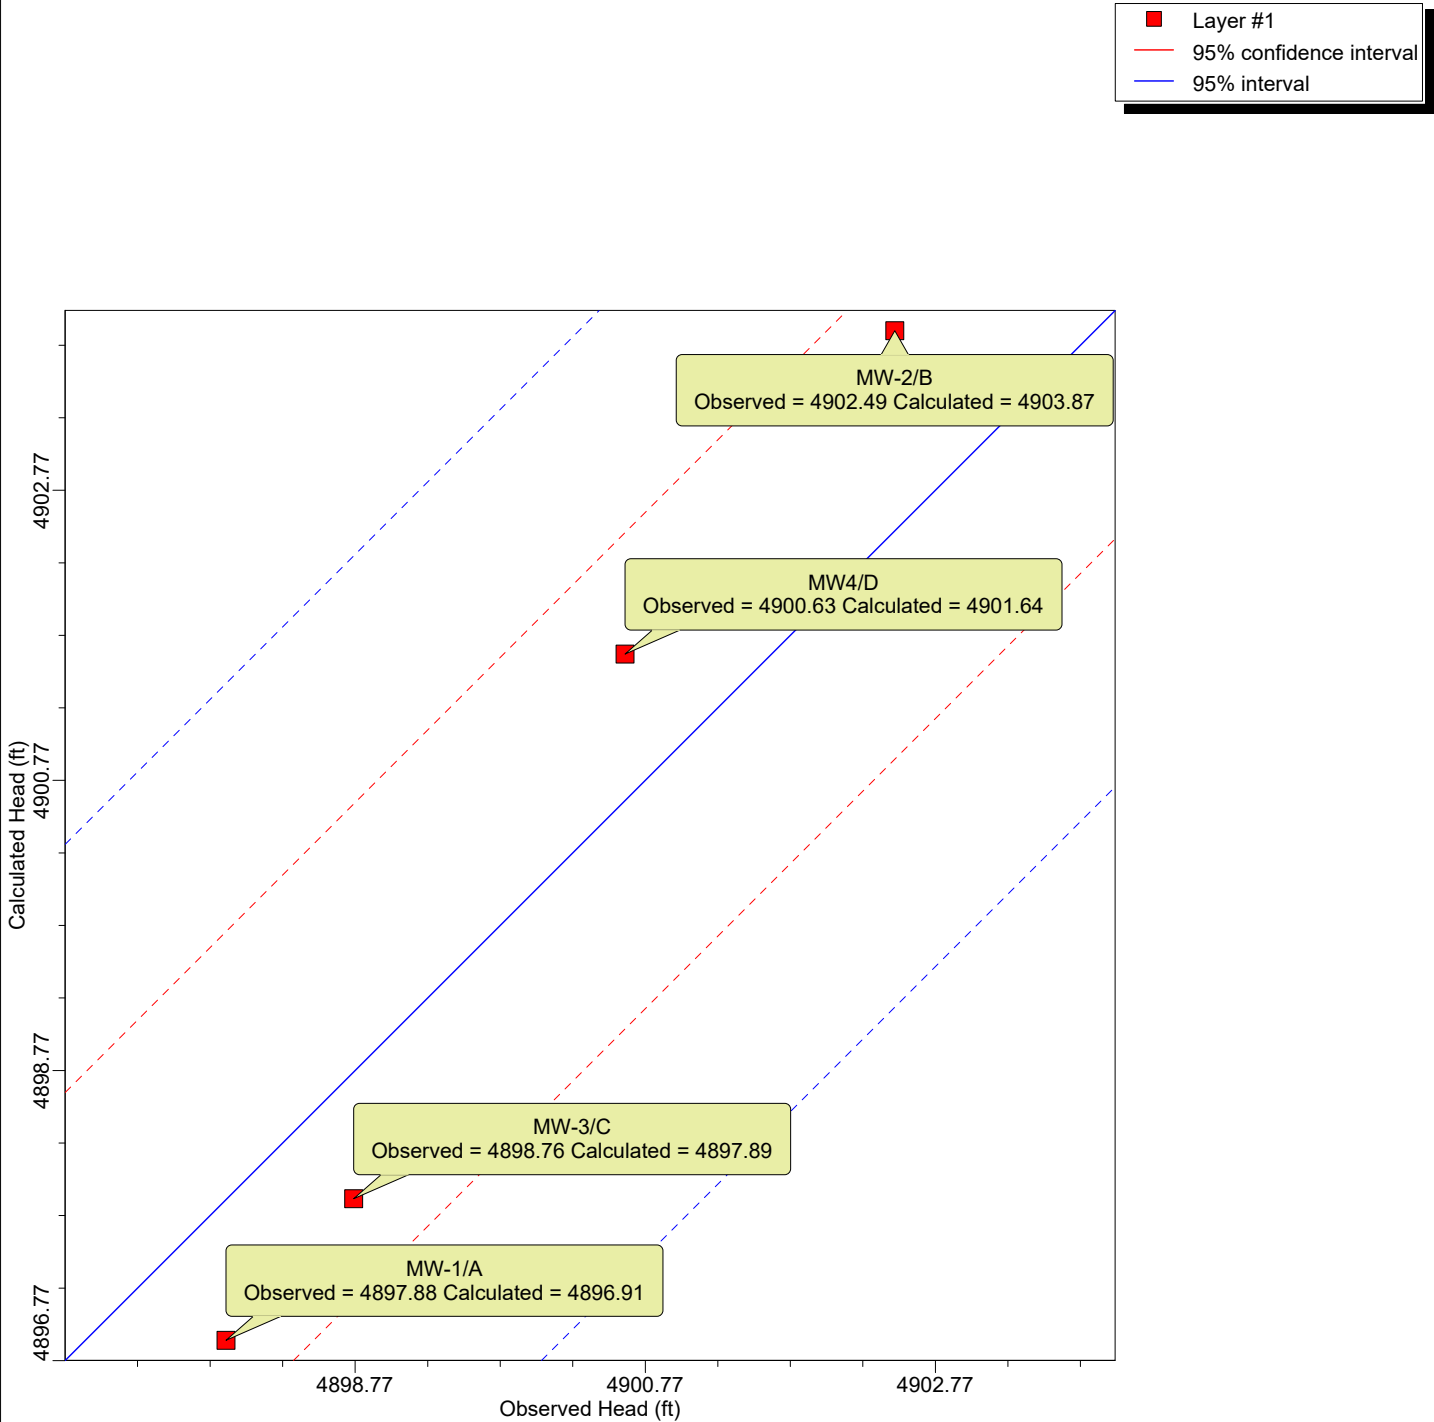 Layer #1
95% confidence interval
95% interval
MW-2/B
Observed = 4902.49 Calculated = 4903.87
4902.77
MW4/D
Observed = 4900.63 Calculated = 4901.64
4900.77
Calculated Head (ft)
4898.77
MW-3/C
Observed = 4898.76 Calculated = 4897.89
MW-1/A
Observed = 4897.88 Calculated = 4896.91
4896.77
4898.77 4900.77 4902.77
Observed Head (ft)